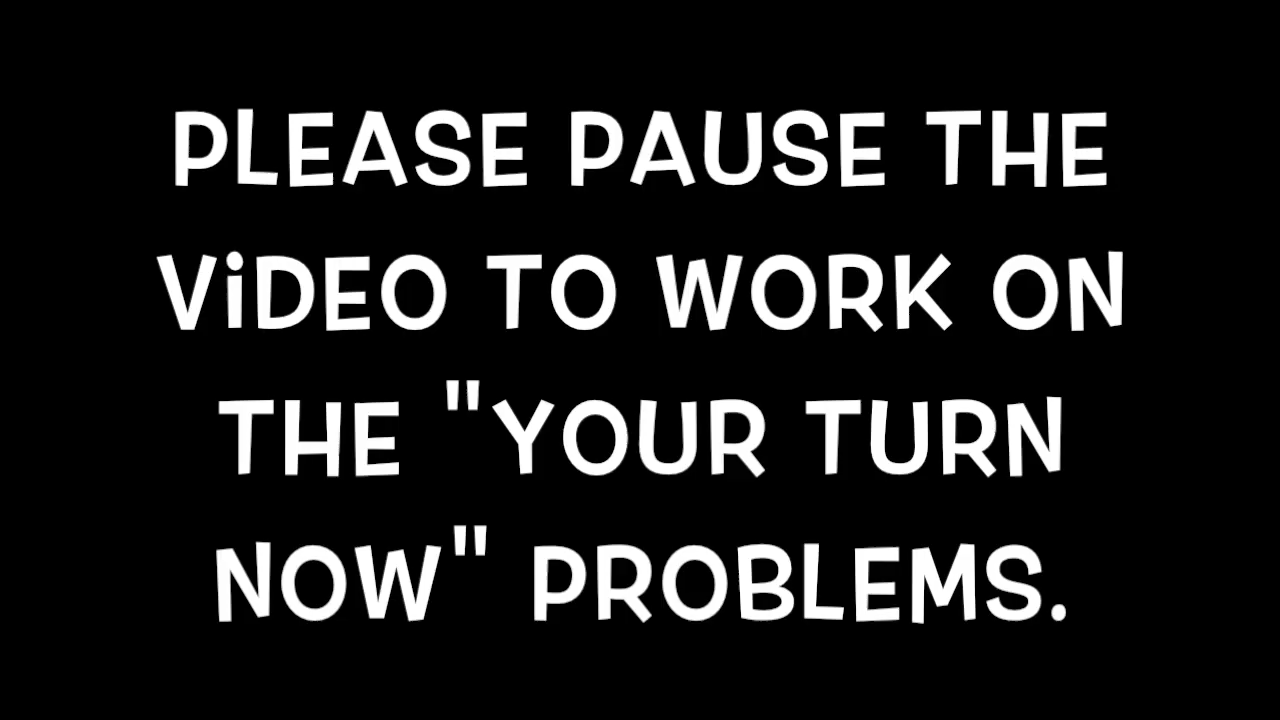 PLEASE PAUSE THE
ViDEO TO WORK ON
THE "YOUR TURN
NOW" PROBLEMS.